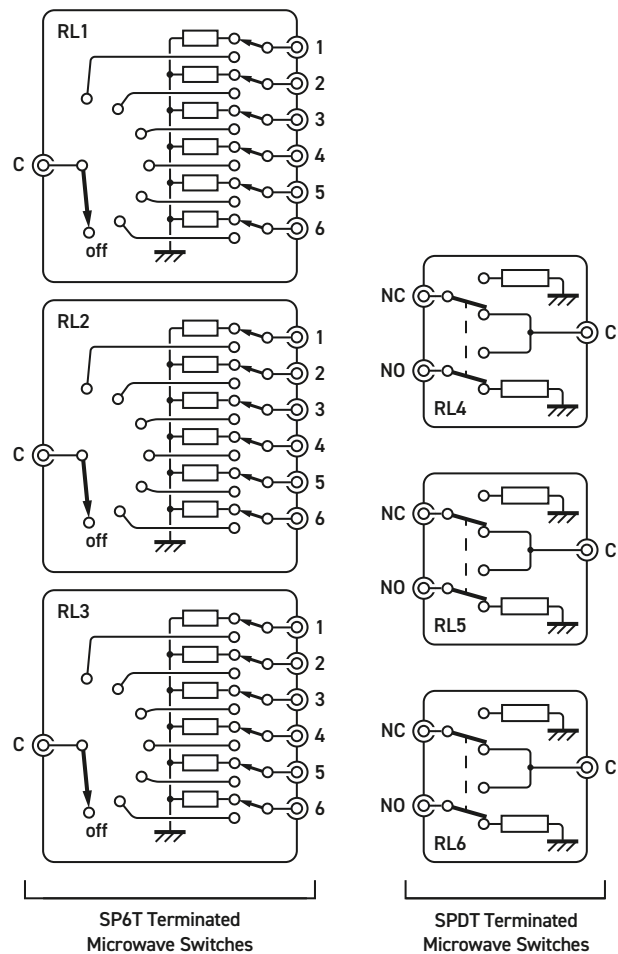 RL1
1
2
3
4
5
6
C
off
RL2
1
2
3
4
5
6
C
off
RL3
1
2
3
4
5
6
C
off
SP6T Terminated
Microwave Switches
NC
NO
C
RL4
NC
NO
C
RL5
NC
NO
C
RL6
SPDT Terminated
Microwave Switches